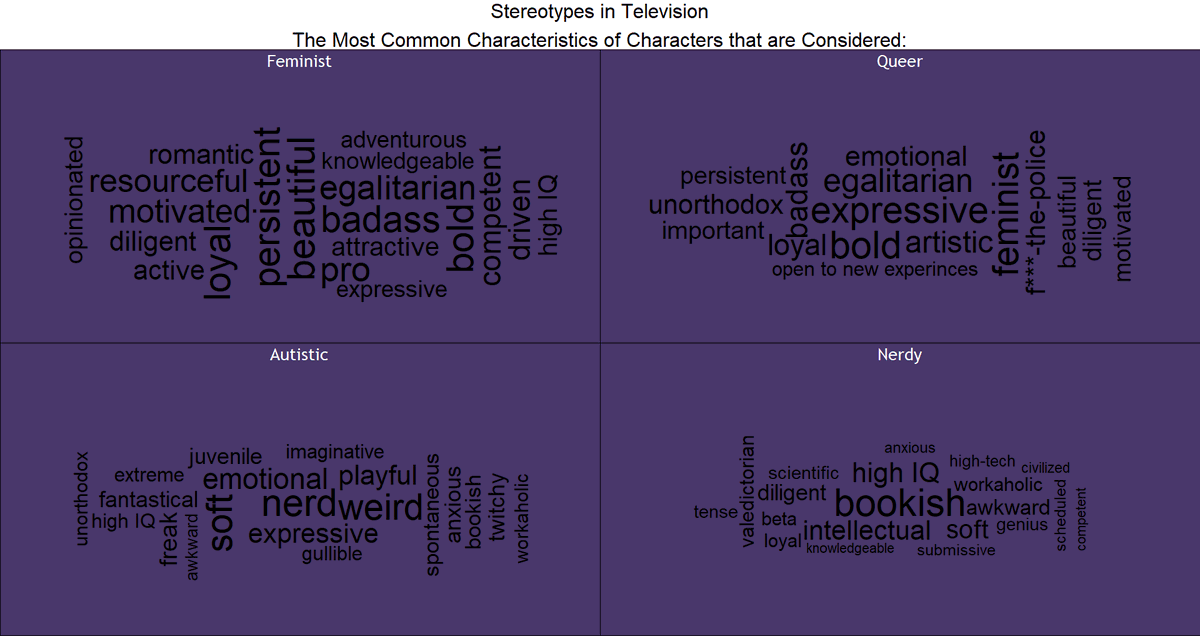 Stereotypes in Television
The Most Common Characteristics of Characters that are Considered:
Feminist
opinionated
romantic
resourceful
motivated
diligent
active
loyal
persistent
beautiful
adventurous
knowledgeable
egalitarian
badass
attractive
pro
expressive
bold
competent
driven
high IQ
Queer
persistent
unorthodox
important
badass
emotional
egalitarian
expressive
loyal
bold
artistic
open to new experinces
feminist
f***-the-police
beautiful
diligent
motivated
Autistic
unorthodox
juvenile
imaginative
extreme
emotional
playful
fantastical
high IQ
freak
awkward
soft
nerd
weird
expressive
gullible
spontaneous
anxious
bookish
twitchy
workaholic
Nerdy
anxious
valedictorian
scientific
high IQ
high-tech
civilized
diligent
workaholic
tense
bookish
awkward
beta
intellectual
soft
genius
loyal
knowledgeable
submissive
scheduled
competent